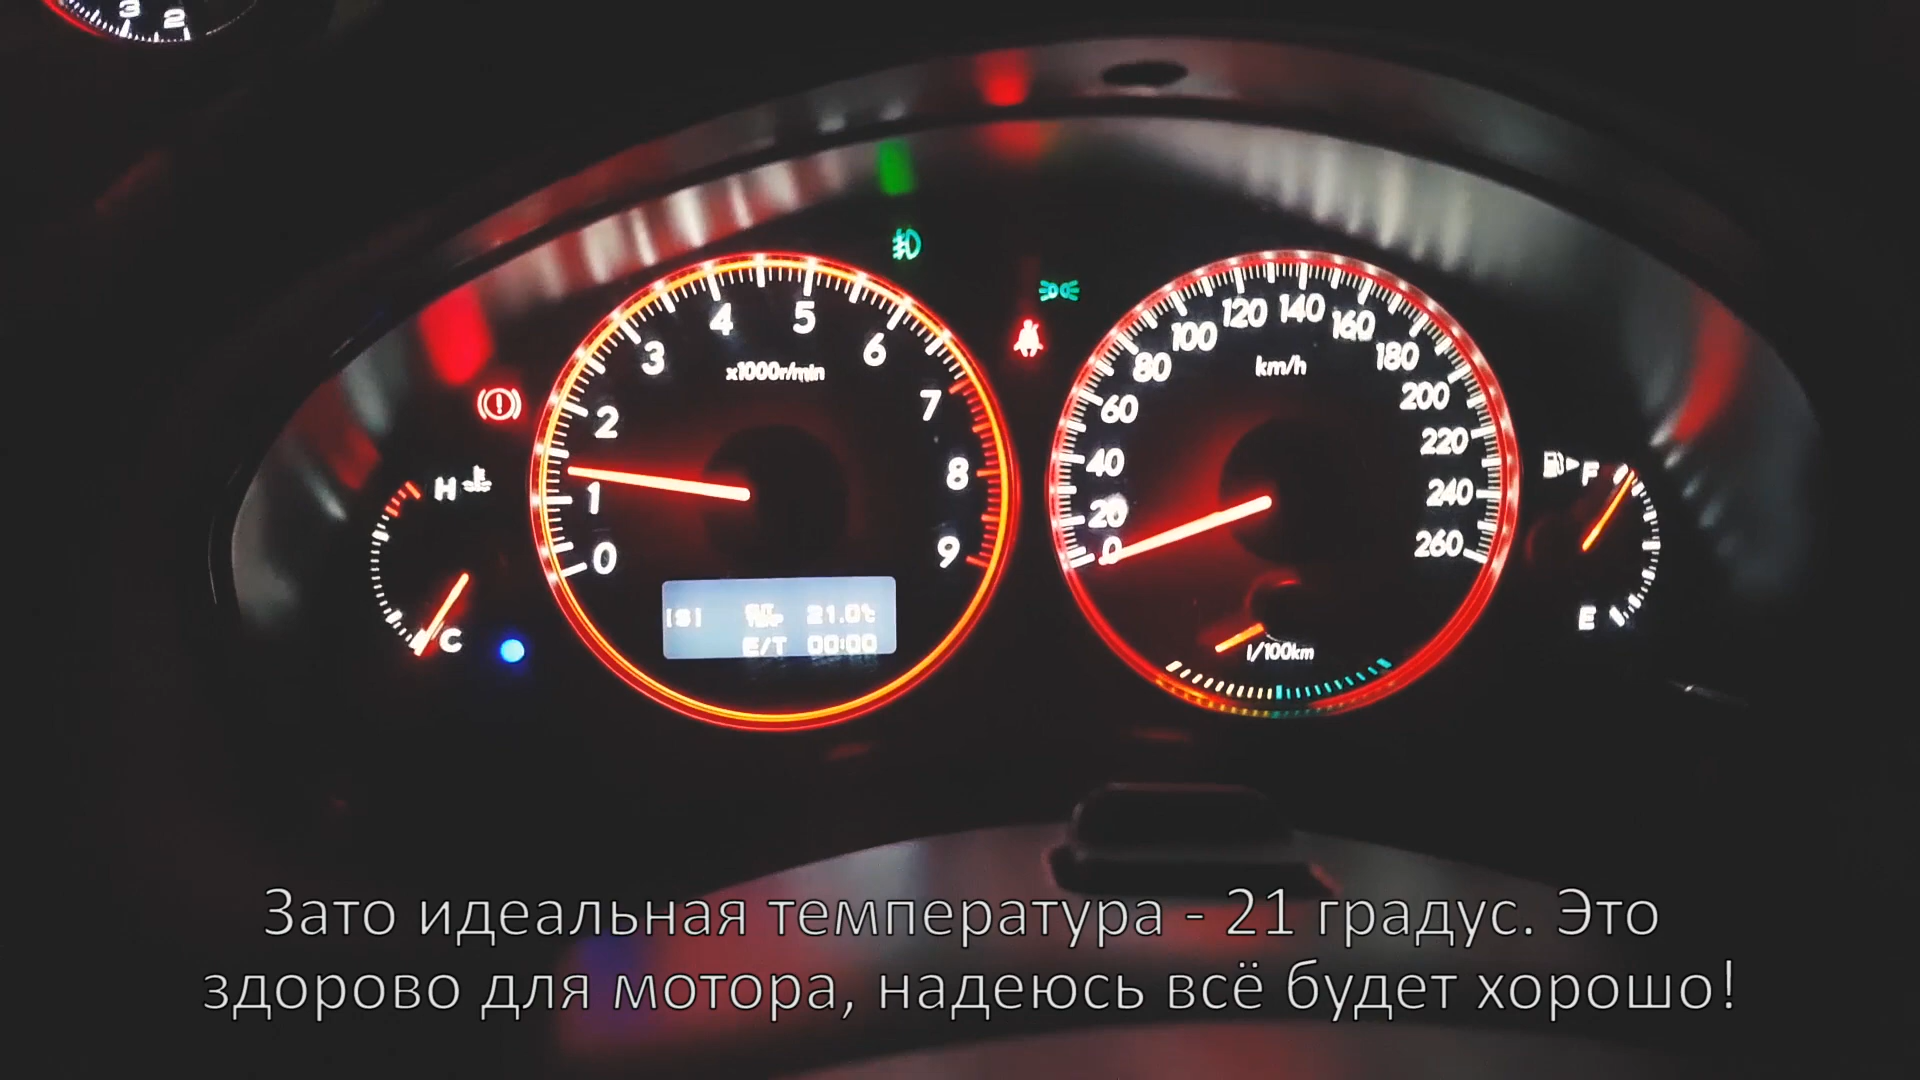 3
2
4
5
3
6
x1000r/min
2
7
1
8
0
9
H
C
[S] OUT TEMP 21.0℃
E/T 00:00
120 140
100 160
80 km/h 180
60 200
40 220
20 240
0 260
l/100km
F
E
Зато идеальная температура - 21 градус. Это
здорово для мотора, надеюсь всё будет хорошо!